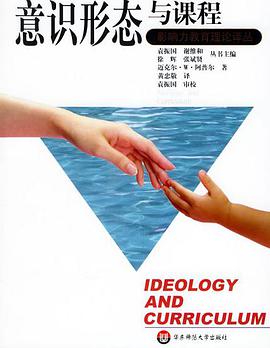 意识形态与课程
影响力教育理论译丛
袁振国 谢维和
徐 辉 张斌贤 丛书主编
迈克尔·W·阿普尔 著
黄忠敬 译
袁振国 审校
IDEOLOGY
AND
CURRICULUM
华东师范大学出版社